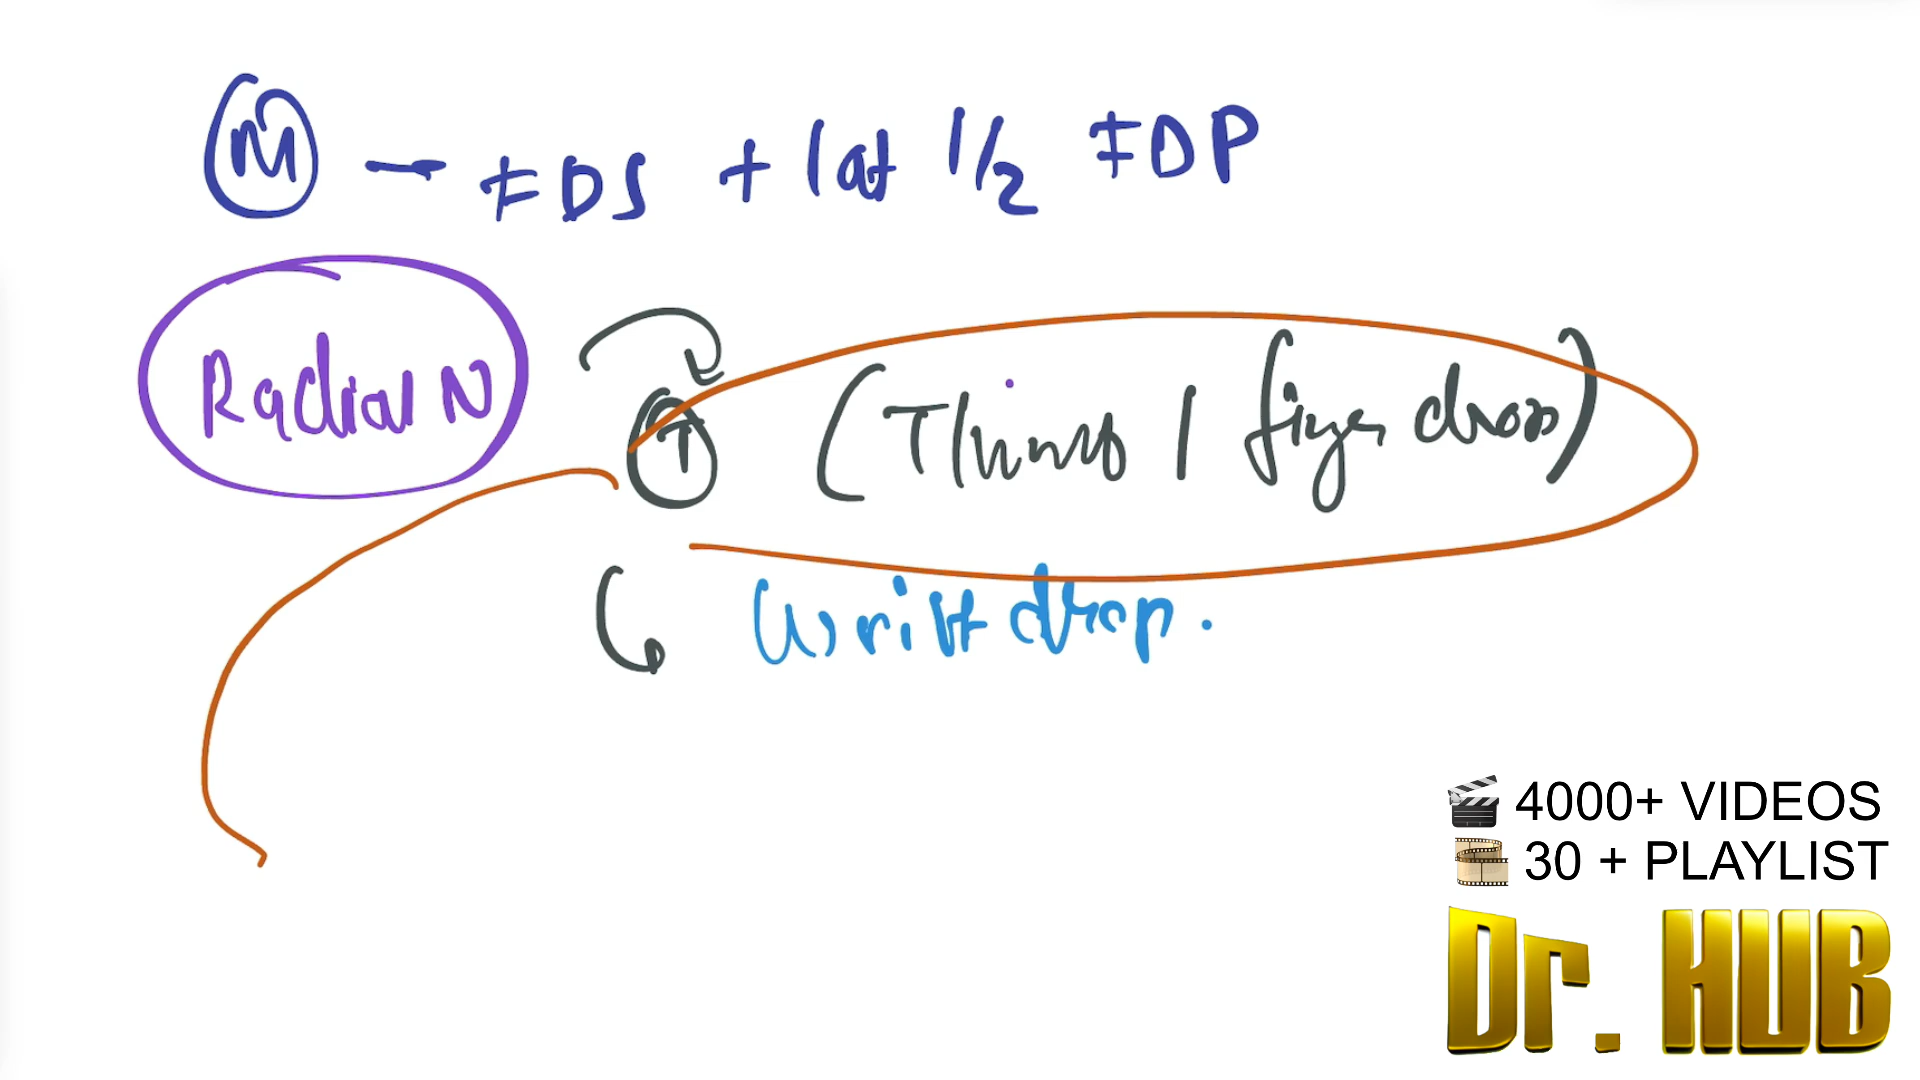 M - FDS + lat 1/2 FDP
Radial N
T (Thumb / finger drop)
wrist drop.
4000+ VIDEOS
30 + PLAYLIST
Dr. HUB